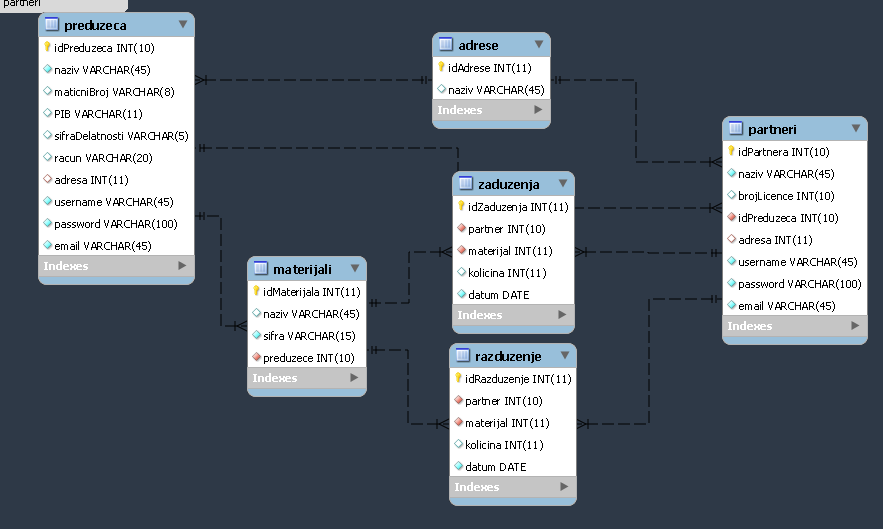 partneri
preduzeca
idPreduzeca INT(10)
naziv VARCHAR(45)
maticniBroj VARCHAR(8)
PIB VARCHAR(11)
sifraDelatnosti VARCHAR(5)
racun VARCHAR(20)
adresa INT(11)
username VARCHAR(45)
password VARCHAR(100)
email VARCHAR(45)
Indexes
adrese
idAdrese INT(11)
naziv VARCHAR(45)
Indexes
partneri
idPartnera INT(10)
naziv VARCHAR(45)
brojLicence INT(10)
idPreduzeca INT(10)
adresa INT(11)
username VARCHAR(45)
password VARCHAR(100)
email VARCHAR(45)
Indexes
zaduzenja
idZaduzenja INT(11)
partner INT(10)
materijal INT(11)
kolicina INT(11)
datum DATE
Indexes
materijali
idMaterijala INT(11)
naziv VARCHAR(45)
sifra VARCHAR(15)
preduzece INT(10)
Indexes
razduzenje
idRazduzenje INT(11)
partner INT(10)
materijal INT(11)
kolicina INT(11)
datum DATE
Indexes